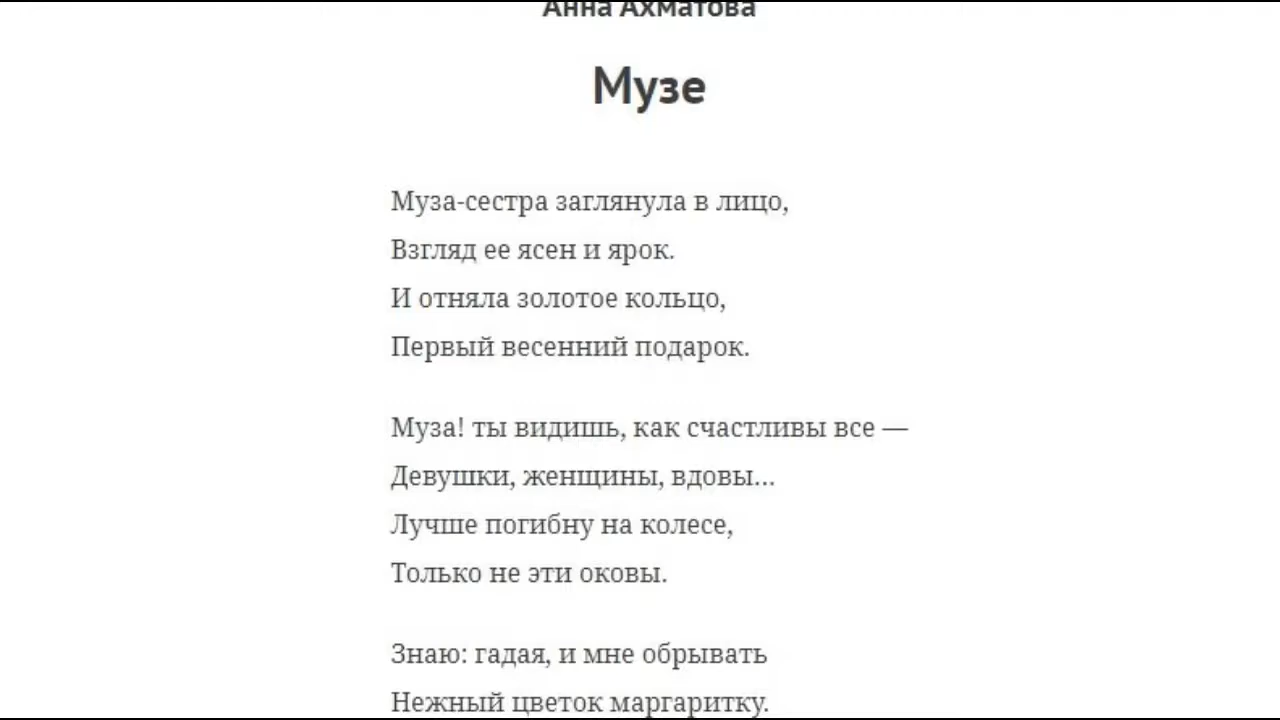 Анна Ахматова
Музе
Муза-сестра заглянула в лицо,
Взгляд ее ясен и ярок.
И отняла золотое кольцо,
Первый весенний подарок.
Муза! ты видишь, как счастливы все —
Девушки, женщины, вдовы...
Лучше погибну на колесе,
Только не эти оковы.
Знаю: гадая, и мне обрывать
Нежный цветок маргаритку.